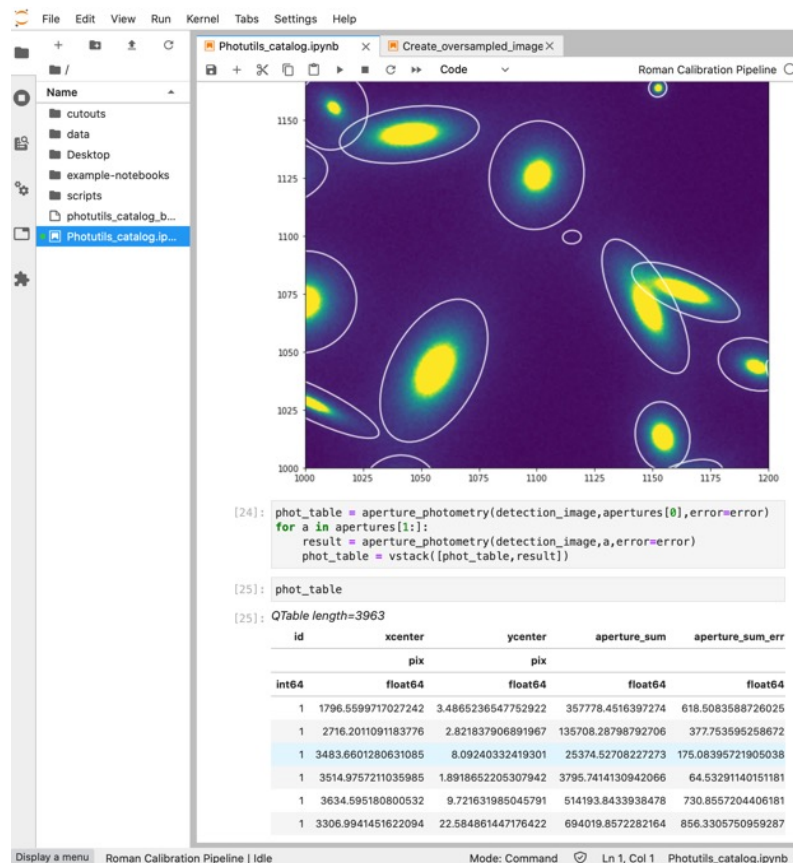 File Edit View Run Kernel Tabs Settings Help
Photutils_catalog.ipynb
Create_oversampled_image
Code
Roman Calibration Pipeline
/
Name
cutouts
data
Desktop
example-notebooks
scripts
photutils_catalog_b...
Photutils_catalog.ip...
1150
1125
1100
1075
1050
1025
1000
1000 1025 1050 1075 1100 1125 1150 1175 1200
[24]: phot_table = aperture_photometry(detection_image,apertures[0],error=error)
for a in apertures[1:]:
    result = aperture_photometry(detection_image,a,error=error)
    phot_table = vstack([phot_table,result])
[25]: phot_table
[25]: QTable length=3963
id xcenter ycenter aperture_sum aperture_sum_err
pix pix
int64 float64 float64 float64 float64
1 1796.5599717027242 3.4865236547752922 357778.4516397274 618.5083588726025
1 2716.2011091183776 2.821837906891967 135708.28798792706 377.753595258672
1 3483.6601280631085 8.09240332419301 25374.52708227273 175.08395721905038
1 3514.9757211035985 1.8918652205307942 3795.7414130942066 64.53291140151181
1 3634.595180800532 9.721631985045791 514193.8433938478 730.8557204406181
1 3306.9941451622094 22.584861447176422 694019.8572282164 856.3305750959287
Display a menu Roman Calibration Pipeline | Idle Mode: Command Ln 1, Col 1 Photutils_catalog.ipynb